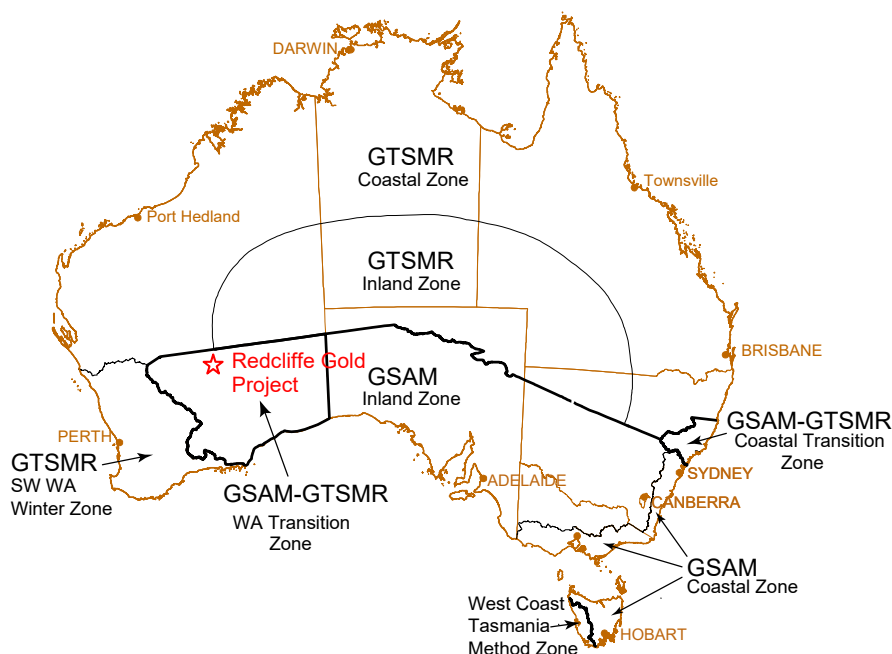 DARWIN
GTSMR
Coastal Zone
Townsville
Port Hedland
GTSMR
Inland Zone
BRISBANE
Redcliffe Gold
Project
GSAM
Inland Zone
GSAM-GTSMR
Coastal Transition
Zone
PERTH
GTSMR
SW WA
Winter Zone
GSAM-GTSMR
WA Transition
Zone
ADELAIDE
SYDNEY
CANBERRA
GSAM
Coastal Zone
West Coast
Tasmania
Method Zone
HOBART